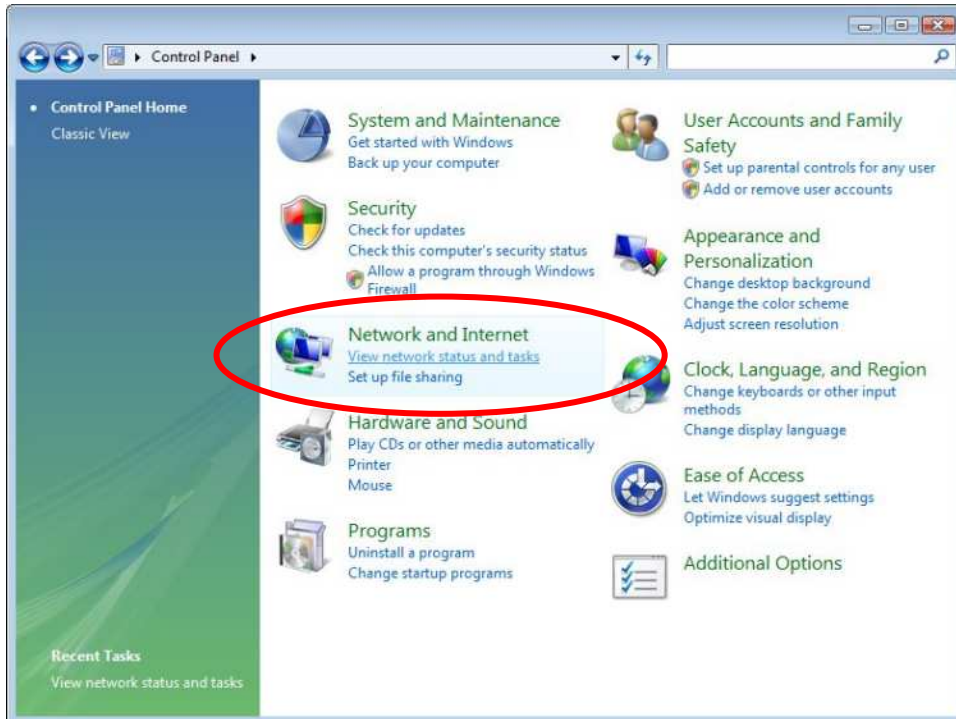 Control Panel
Control Panel Home
Classic View
System and Maintenance
Get started with Windows
Back up your computer
Security
Check for updates
Check this computer's security status
Allow a program through Windows
Firewall
Network and Internet
View network status and tasks
Set up file sharing
Hardware and Sound
Play CDs or other media automatically
Printer
Mouse
Programs
Uninstall a program
Change startup programs
User Accounts and Family
Safety
Set up parental controls for any user
Add or remove user accounts
Appearance and
Personalization
Change desktop background
Change the color scheme
Adjust screen resolution
Clock, Language, and Region
Change keyboards or other input
methods
Change display language
Ease of Access
Let Windows suggest settings
Optimize visual display
Additional Options
Recent Tasks
View network status and tasks